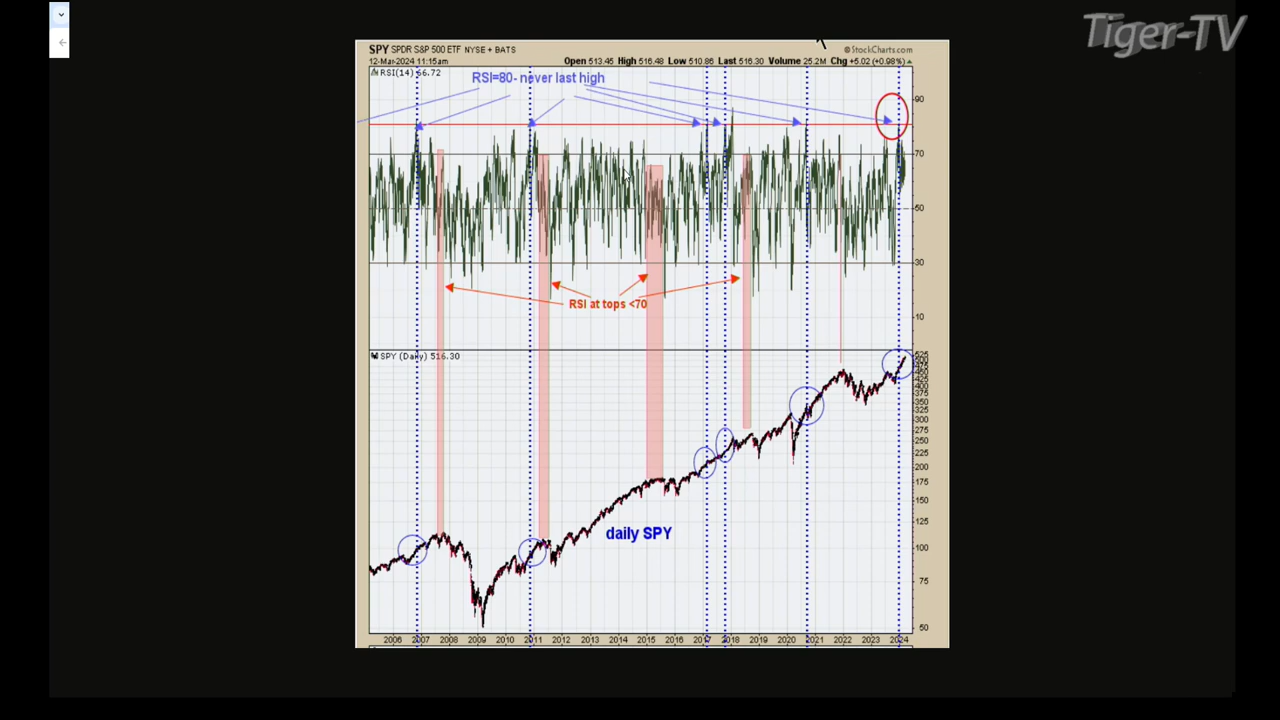 Tiger-TV
SPY SPDR S&P 500 ETF NYSE + BATS
© StockCharts.com
12-Mar-2024 11:15am
Open 513.45 High 516.48 Low 510.86 Last 516.30 Volume 25.2M Chg +5.02 (+0.98%)
RSI(14) 66.72
RSI=80- never last high
90
70
50
30
RSI at tops <70
10
SPY (Daily) 516.30
525
500
475
450
425
400
375
350
325
300
275
250
225
200
175
150
daily SPY
125
100
75
50
2006 2007 2008 2009 2010 2011 2012 2013 2014 2015 2016 2017 2018 2019 2020 2021 2022 2023 2024